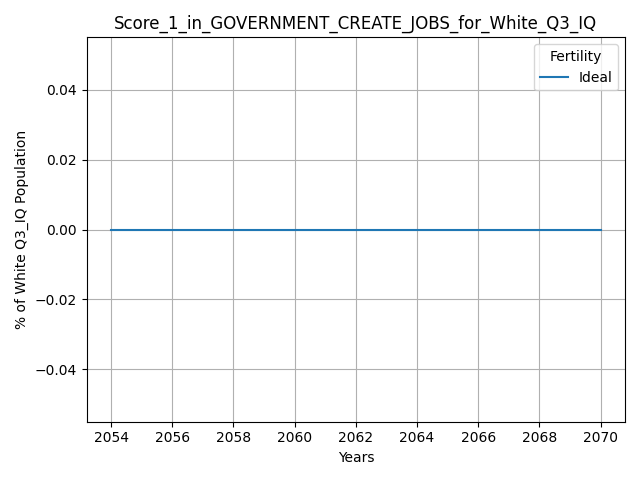 Score_1_in_GOVERNMENT_CREATE_JOBS_for_White_Q3_IQ
Fertility
Ideal
0.04
0.02
0.00
−0.02
−0.04
% of White Q3_IQ Population
2054 2056 2058 2060 2062 2064 2066 2068 2070
Years